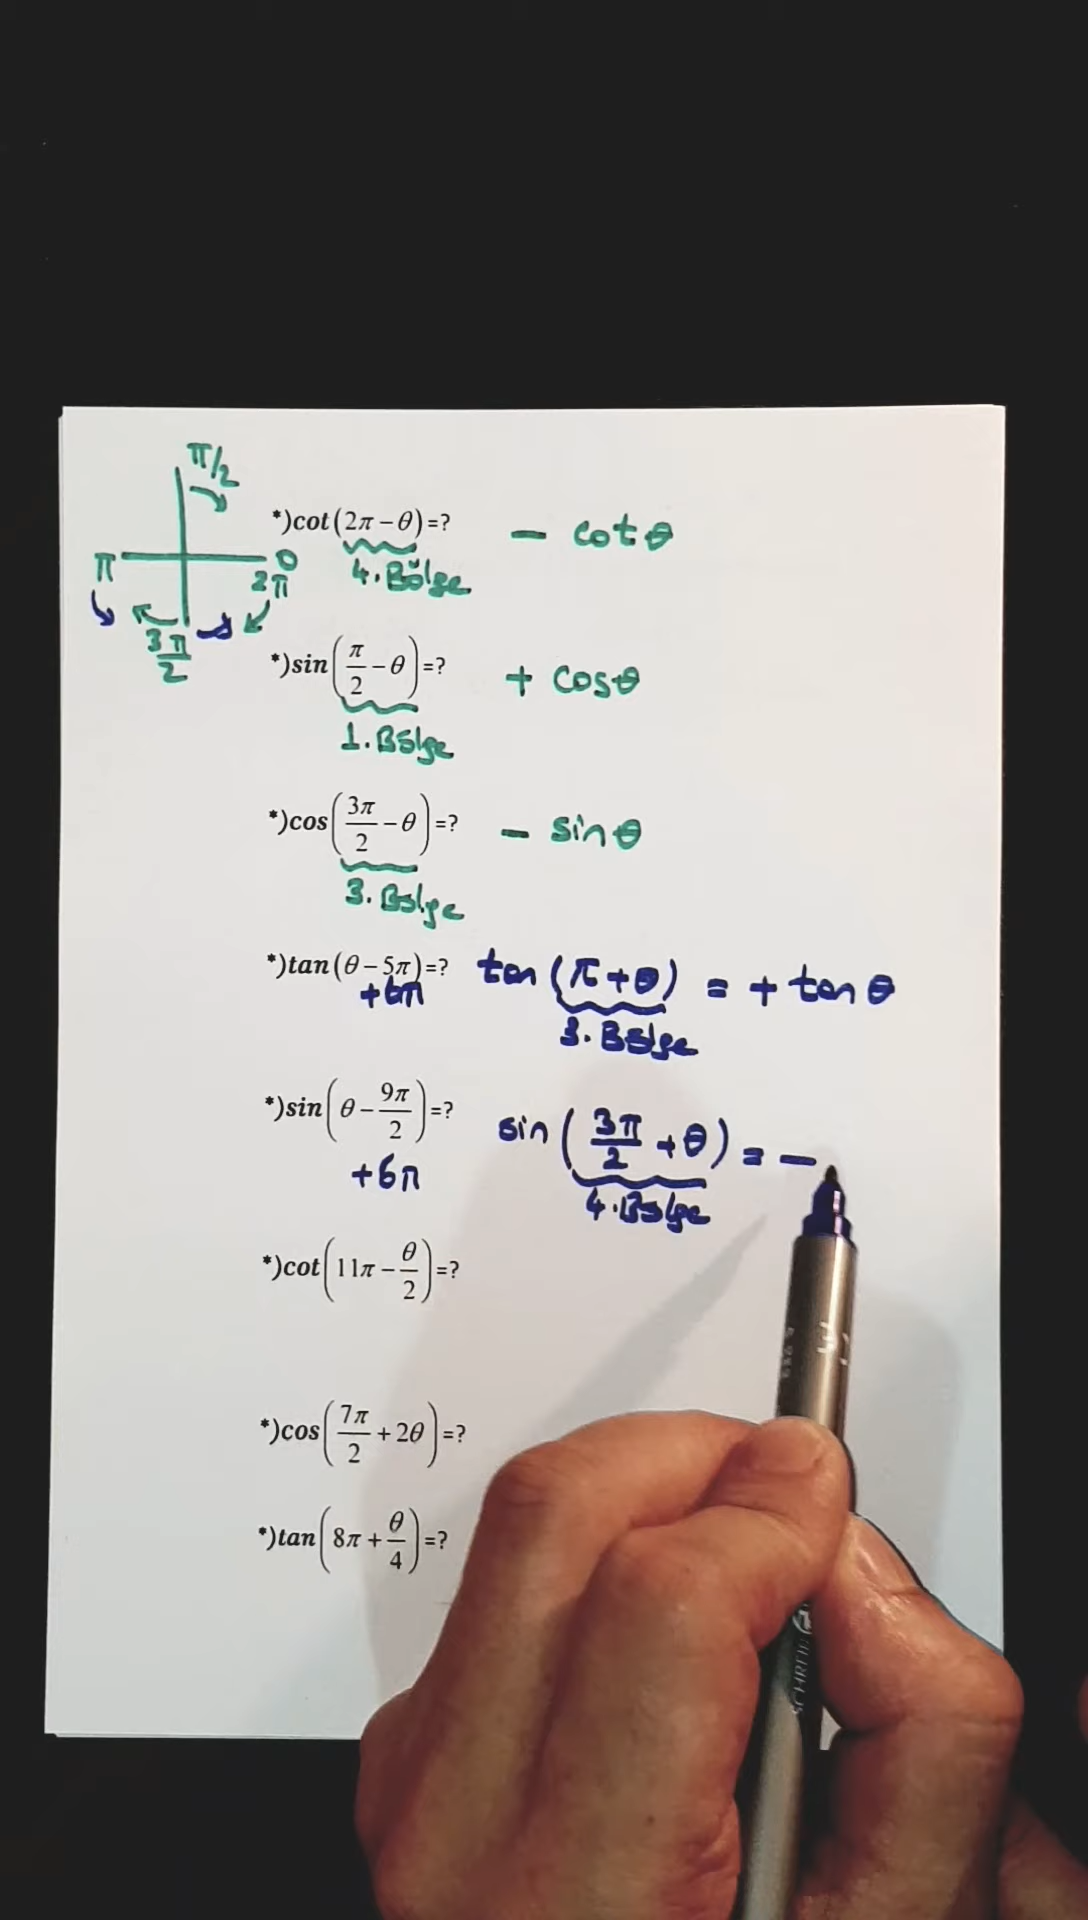 π/2
π
0
2π
3π/2
*)cot(2π−θ)=? − cot θ
4. Bölge
*)sin(π/2−θ)=? + cosθ
1. Bölge
*)cos(3π/2−θ)=? − sinθ
3. Bölge
*)tan(θ−5π)=? tan (π+θ) = + tanθ
+6π
3. Bölge
*)sin(θ−9π/2)=? sin (3π/2+θ) = −
+6π
4. Bölge
*)cot(11π−θ/2)=?
*)cos(7π/2+2θ)=?
*)tan(8π+θ/4)=?